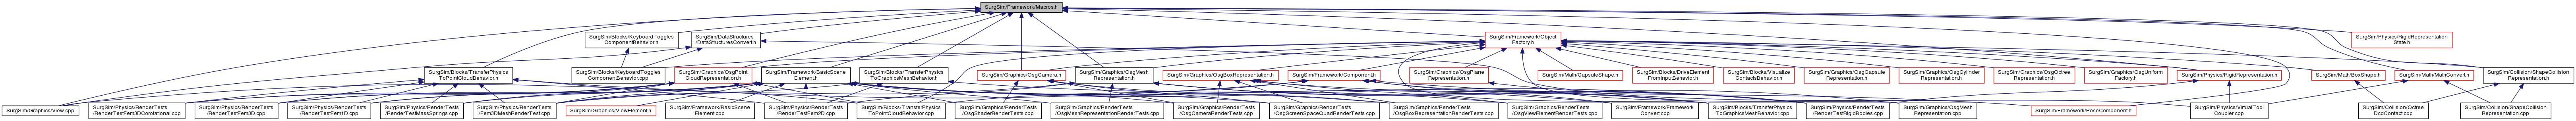 SurgSim/Framework/Macros.h
SurgSim/Blocks/KeyboardToggles
ComponentBehavior.h
SurgSim/DataStructures
/DataStructuresConvert.h
SurgSim/Framework/Object
Factory.h
SurgSim/Physics/RigidRepresentation
State.h
SurgSim/Blocks/TransferPhysics
ToPointCloudBehavior.h
SurgSim/Blocks/KeyboardToggles
ComponentBehavior.cpp
SurgSim/Graphics/OsgPoint
CloudRepresentation.h
SurgSim/Framework/BasicScene
Element.h
SurgSim/Blocks/TransferPhysics
ToGraphicsMeshBehavior.h
SurgSim/Graphics/OsgCamera.h
SurgSim/Graphics/OsgMesh
Representation.h
SurgSim/Graphics/OsgBoxRepresentation.h
SurgSim/Framework/Component.h
SurgSim/Graphics/OsgPlane
Representation.h
SurgSim/Math/CapsuleShape.h
SurgSim/Blocks/DriveElement
FromInputBehavior.h
SurgSim/Blocks/Visualize
ContactsBehavior.h
SurgSim/Graphics/OsgCapsule
Representation.h
SurgSim/Graphics/OsgCylinder
Representation.h
SurgSim/Graphics/OsgOctree
Representation.h
SurgSim/Graphics/OsgUniform
Factory.h
SurgSim/Physics/RigidRepresentation.h
SurgSim/Math/BoxShape.h
SurgSim/Math/MathConvert.h
SurgSim/Collision/ShapeCollision
Representation.h
SurgSim/Graphics/View.cpp
SurgSim/Physics/RenderTests
/RenderTestFem3DCorotational.cpp
SurgSim/Physics/RenderTests
/RenderTestFem3D.cpp
SurgSim/Physics/RenderTests
/RenderTestFem1D.cpp
SurgSim/Physics/RenderTests
/RenderTestMassSprings.cpp
SurgSim/Physics/RenderTests
/Fem3DMeshRenderTest.cpp
SurgSim/Graphics/ViewElement.h
SurgSim/Framework/BasicScene
Element.cpp
SurgSim/Physics/RenderTests
/RenderTestFem2D.cpp
SurgSim/Blocks/TransferPhysics
ToPointCloudBehavior.cpp
SurgSim/Graphics/RenderTests
/OsgShaderRenderTests.cpp
SurgSim/Graphics/RenderTests
/OsgMeshRepresentationRenderTests.cpp
SurgSim/Graphics/RenderTests
/OsgCameraRenderTests.cpp
SurgSim/Graphics/RenderTests
/OsgScreenSpaceQuadRenderTests.cpp
SurgSim/Graphics/RenderTests
/OsgBoxRepresentationRenderTests.cpp
SurgSim/Graphics/RenderTests
/OsgViewElementRenderTests.cpp
SurgSim/Framework/Framework
Convert.cpp
SurgSim/Blocks/TransferPhysics
ToGraphicsMeshBehavior.cpp
SurgSim/Physics/RenderTests
/RenderTestRigidBodies.cpp
SurgSim/Graphics/OsgMesh
Representation.cpp
SurgSim/Framework/PoseComponent.h
SurgSim/Physics/VirtualTool
Coupler.cpp
SurgSim/Collision/Octree
DcdContact.cpp
SurgSim/Collision/ShapeCollision
Representation.cpp